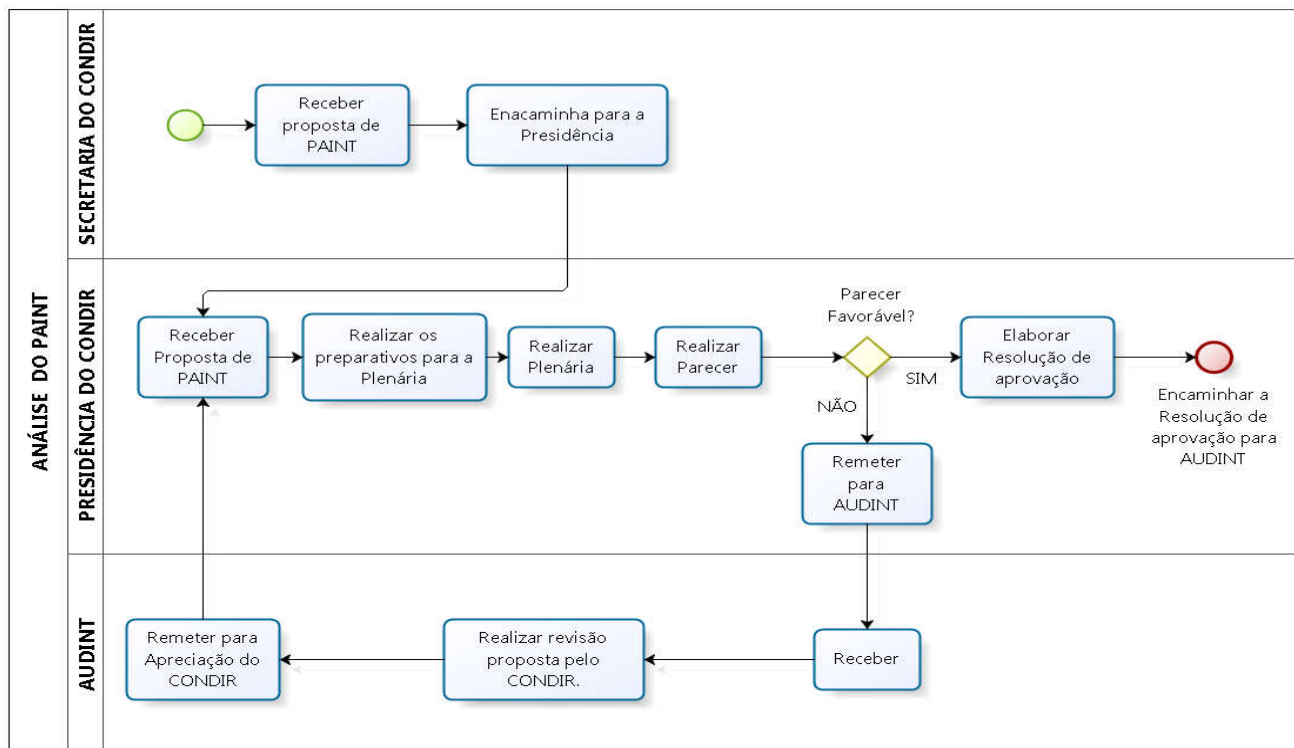 ANÁLISE DO PAINT
SECRETARIA DO CONDIR
Receber
proposta de
PAINT
Enacaminha para a
Presidência
PRESIDÊNCIA DO CONDIR
Receber
Proposta de
PAINT
Realizar os
preparativos para a
Plenária
Realizar
Plenária
Realizar
Parecer
Parecer
Favorável?
SIM
NÃO
Elaborar
Resolução de
aprovação
Encaminhar a
Resolução de
aprovação para
AUDINT
Remeter
para
AUDINT
AUDINT
Remeter para
Apreciação do
CONDIR
Realizar revisão
proposta pelo
CONDIR.
Receber